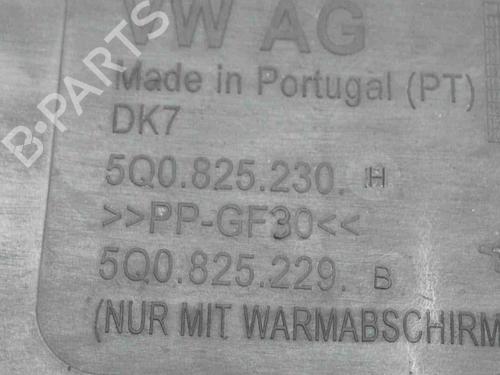 VW AG
Made in Portugal (PT)
DK7
5Q0.825.230. H
>>PP-GF30<<
5Q0.825.229. B
(NUR MIT WARMABSCHIRM
B-PARTS